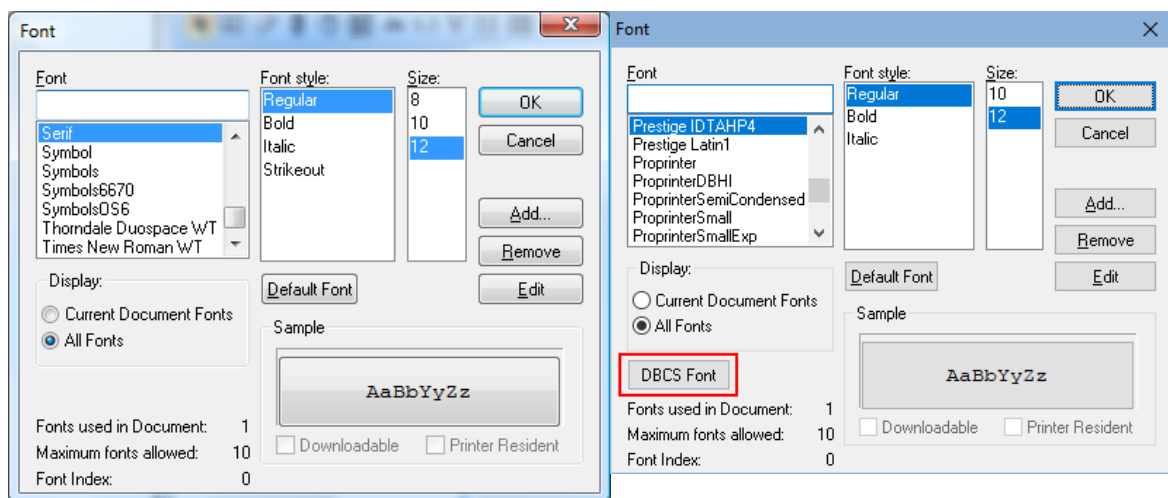 Font
Font
Font style:
Size:
Regular
Bold
Italic
Strikeout
8
10
12
OK
Cancel
Serif
Symbol
Symbols
Symbols6670
SymbolsOS6
Thorndale Duospace WT
Times New Roman WT
Add...
Remove
Edit
Display:
Current Document Fonts
All Fonts
Default Font
Sample
AaBbYyZz
Downloadable
Printer Resident
Fonts used in Document: 1
Maximum fonts allowed: 10
Font Index: 0
Font
Font
Font style:
Size:
Regular
Bold
Italic
10
12
OK
Cancel
Prestige IDTAHP4
Prestige Latin1
Proprinter
ProprinterDBHI
ProprinterSemiCondensed
ProprinterSmall
ProprinterSmallExp
Add...
Remove
Edit
Display:
Current Document Fonts
All Fonts
Default Font
Sample
AaBbYyZz
DBCS Font
Downloadable
Printer Resident
Fonts used in Document: 1
Maximum fonts allowed: 10
Font Index: 0